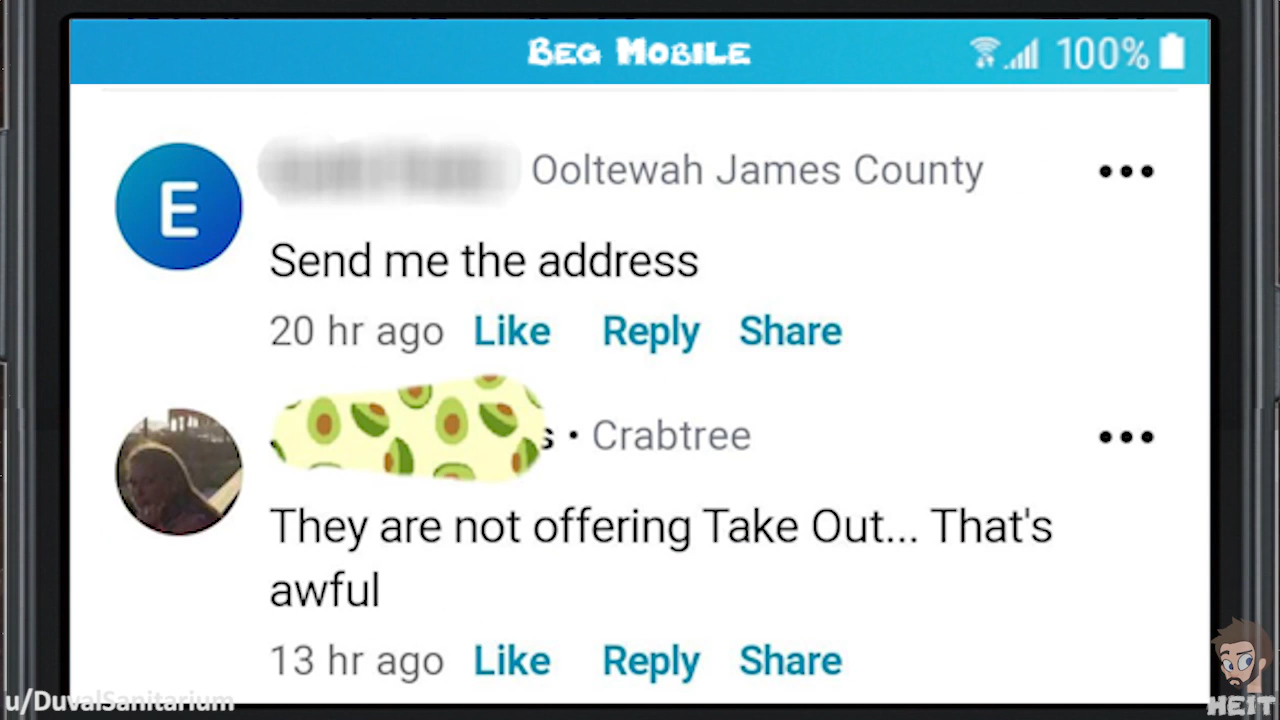 BEG MOBILE
100%
E
Ooltewah James County
Send me the address
20 hr ago Like Reply Share
s • Crabtree
They are not offering Take Out... That's
awful
13 hr ago Like Reply Share
u/DuvalSanitarium
HEIT